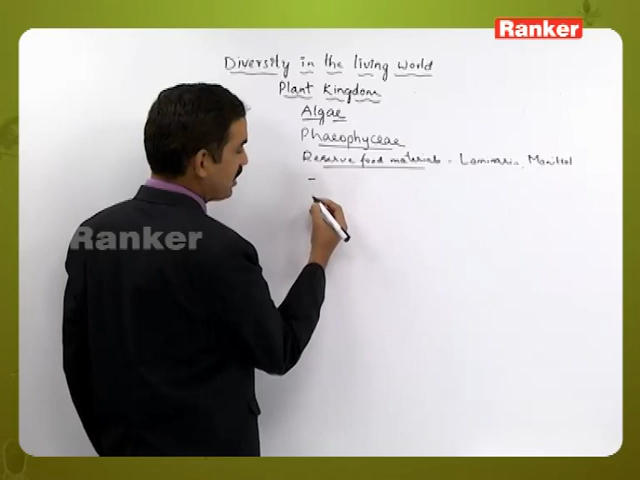 Ranker
Diversity in the living world
Plant Kingdom
Algae
Phaeophyceae
Reserve food materials - Laminarin, Manitol
Ranker